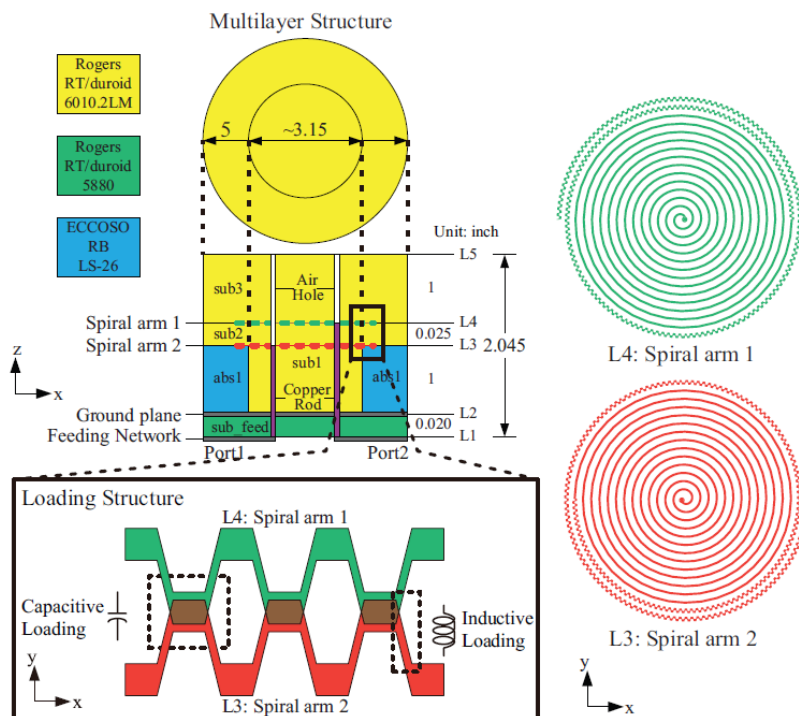 Multilayer Structure
Rogers
RT/duroid
6010.2LM
Rogers
RT/duroid
5880
ECCOSO
RB
LS-26
5
~3.15
Unit: inch
L5
sub3
Air
Hole
1
Spiral arm 1
L4
sub2
0.025
Spiral arm 2
L3
2.045
sub1
abs1
abs1
1
Copper
Rod
Ground plane
L2
sub_feed
0.020
Feeding Network
L1
Port1
Port2
z
x
L4: Spiral arm 1
L3: Spiral arm 2
y
x
Loading Structure
L4: Spiral arm 1
Capacitive
Loading
Inductive
Loading
L3: Spiral arm 2
y
x